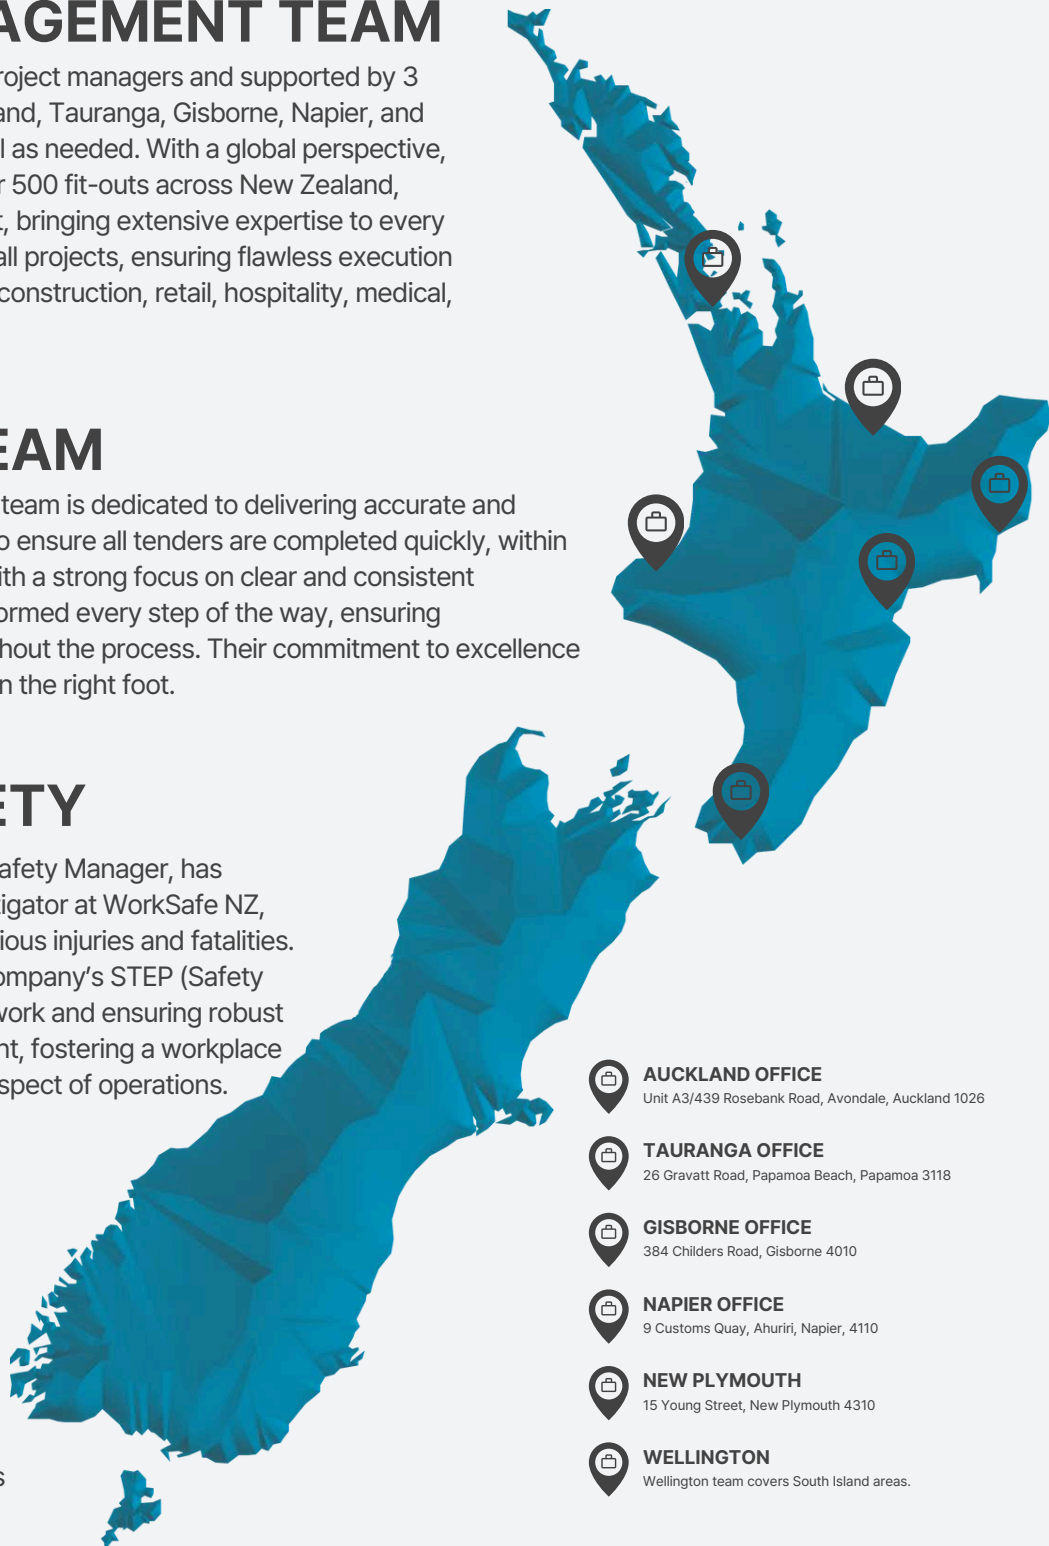 AGEMENT TEAM
roject managers and supported by 3
and, Tauranga, Gisborne, Napier, and
l as needed. With a global perspective,
r 500 fit-outs across New Zealand,
t, bringing extensive expertise to every
all projects, ensuring flawless execution
construction, retail, hospitality, medical,
EAM
team is dedicated to delivering accurate and
o ensure all tenders are completed quickly, within
ith a strong focus on clear and consistent
ormed every step of the way, ensuring
hout the process. Their commitment to excellence
n the right foot.
ETY
afety Manager, has
tigator at WorkSafe NZ,
ious injuries and fatalities.
ompany’s STEP (Safety
work and ensuring robust
nt, fostering a workplace
spect of operations.
AUCKLAND OFFICE
Unit A3/439 Rosebank Road, Avondale, Auckland 1026
TAURANGA OFFICE
26 Gravatt Road, Papamoa Beach, Papamoa 3118
GISBORNE OFFICE
384 Childers Road, Gisborne 4010
NAPIER OFFICE
9 Customs Quay, Ahuriri, Napier, 4110
NEW PLYMOUTH
15 Young Street, New Plymouth 4310
WELLINGTON
Wellington team covers South Island areas.
s